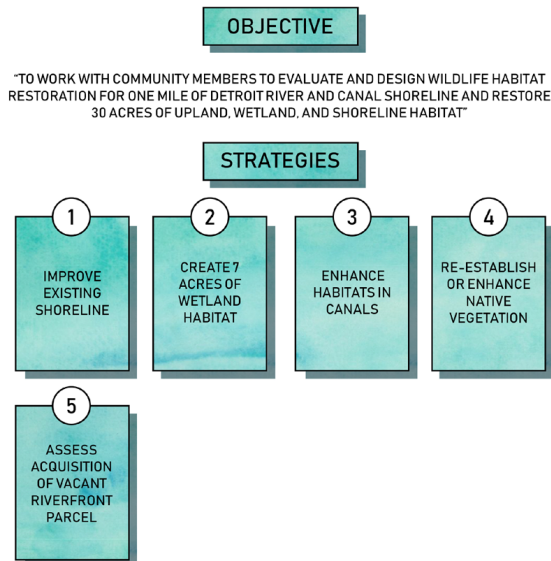 OBJECTIVE
“TO WORK WITH COMMUNITY MEMBERS TO EVALUATE AND DESIGN WILDLIFE HABITAT
RESTORATION FOR ONE MILE OF DETROIT RIVER AND CANAL SHORELINE AND RESTORE
30 ACRES OF UPLAND, WETLAND, AND SHORELINE HABITAT”
STRATEGIES
1
IMPROVE
EXISTING
SHORELINE
2
CREATE 7
ACRES OF
WETLAND
HABITAT
3
ENHANCE
HABITATS IN
CANALS
4
RE-ESTABLISH
OR ENHANCE
NATIVE
VEGETATION
5
ASSESS
ACQUISITION
OF VACANT
RIVERFRONT
PARCEL